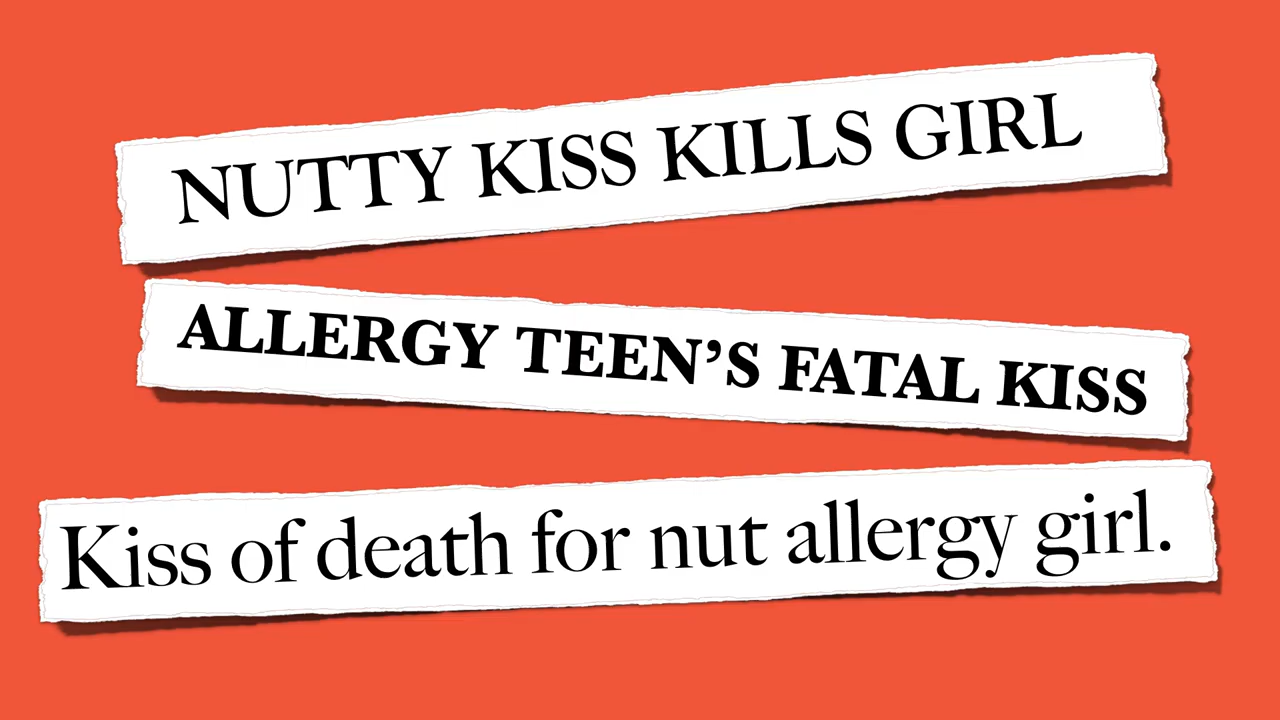 NUTTY KISS KILLS GIRL
ALLERGY TEEN’S FATAL KISS
Kiss of death for nut allergy girl.